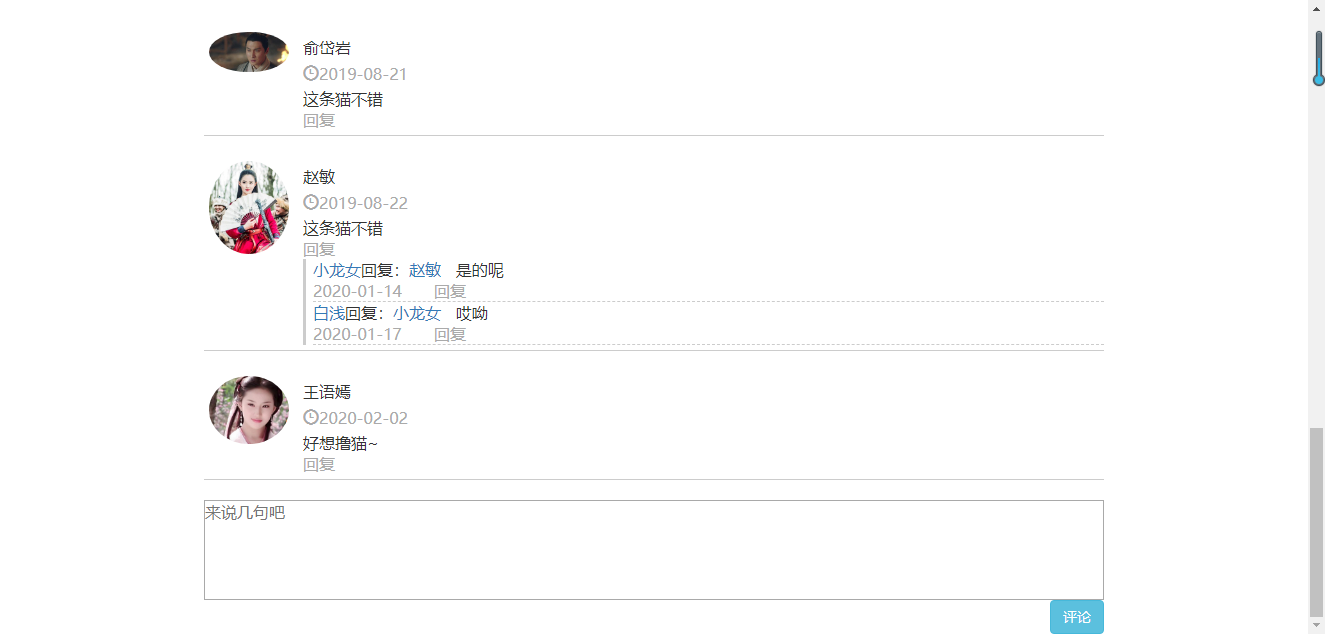 俞岱岩
2019-08-21
这条猫不错
回复
赵敏
2019-08-22
这条猫不错
回复
小龙女回复：赵敏 是的呢
2020-01-14 回复
白浅回复：小龙女 哎呦
2020-01-17 回复
王语嫣
2020-02-02
好想撸猫~
回复
来说几句吧
评论